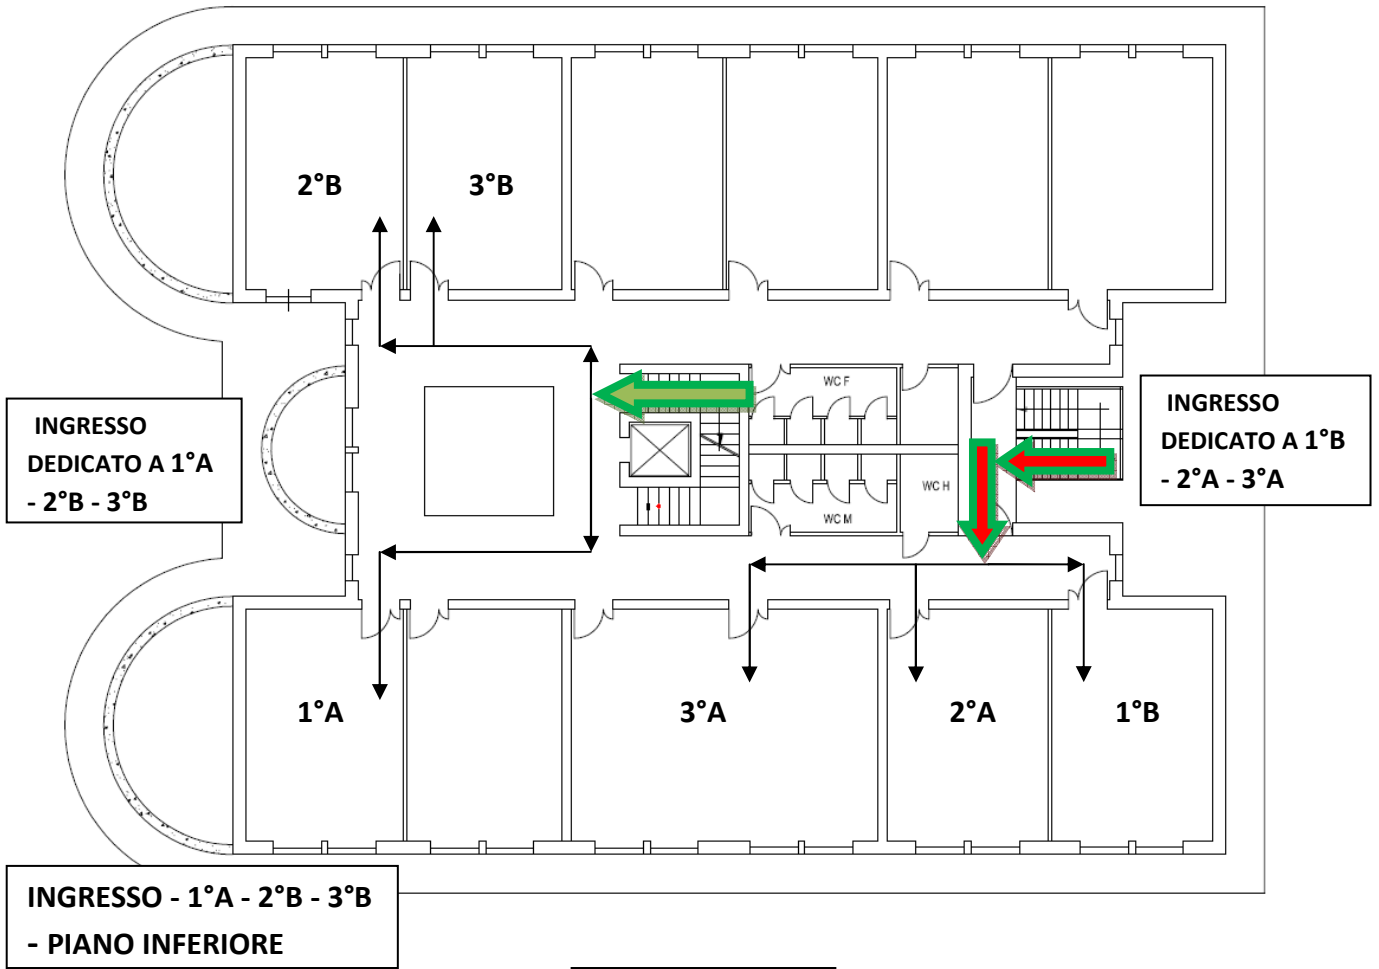 2°B
3°B
WC F
INGRESSO
DEDICATO A 1°A
- 2°B - 3°B
INGRESSO
DEDICATO A 1°B
- 2°A - 3°A
WC H
WC M
1°A
3°A
2°A
1°B
INGRESSO - 1°A - 2°B - 3°B
- PIANO INFERIORE